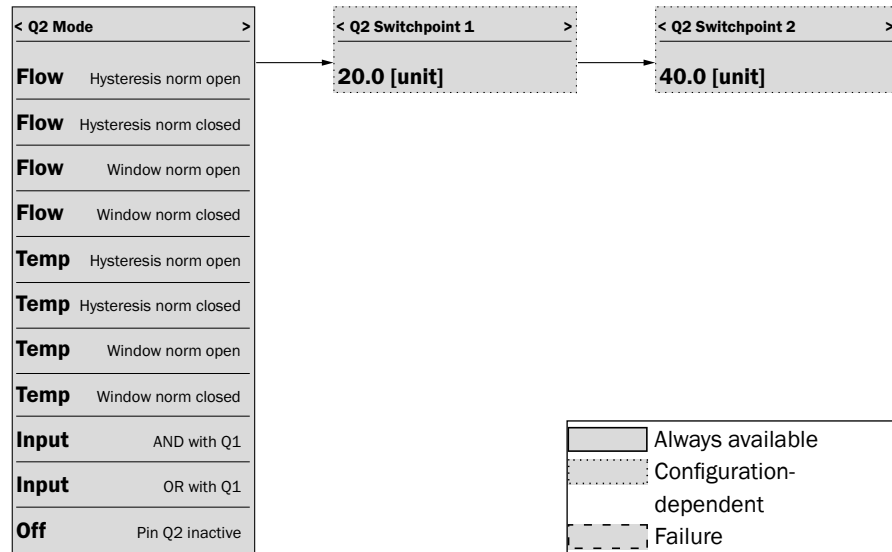 < Q2 Mode >
Flow Hysteresis norm open
Flow Hysteresis norm closed
Flow Window norm open
Flow Window norm closed
Temp Hysteresis norm open
Temp Hysteresis norm closed
Temp Window norm open
Temp Window norm closed
Input AND with Q1
Input OR with Q1
Off Pin Q2 inactive
< Q2 Switchpoint 1 >
20.0 [unit]
< Q2 Switchpoint 2 >
40.0 [unit]
Always available
Configuration-
dependent
Failure